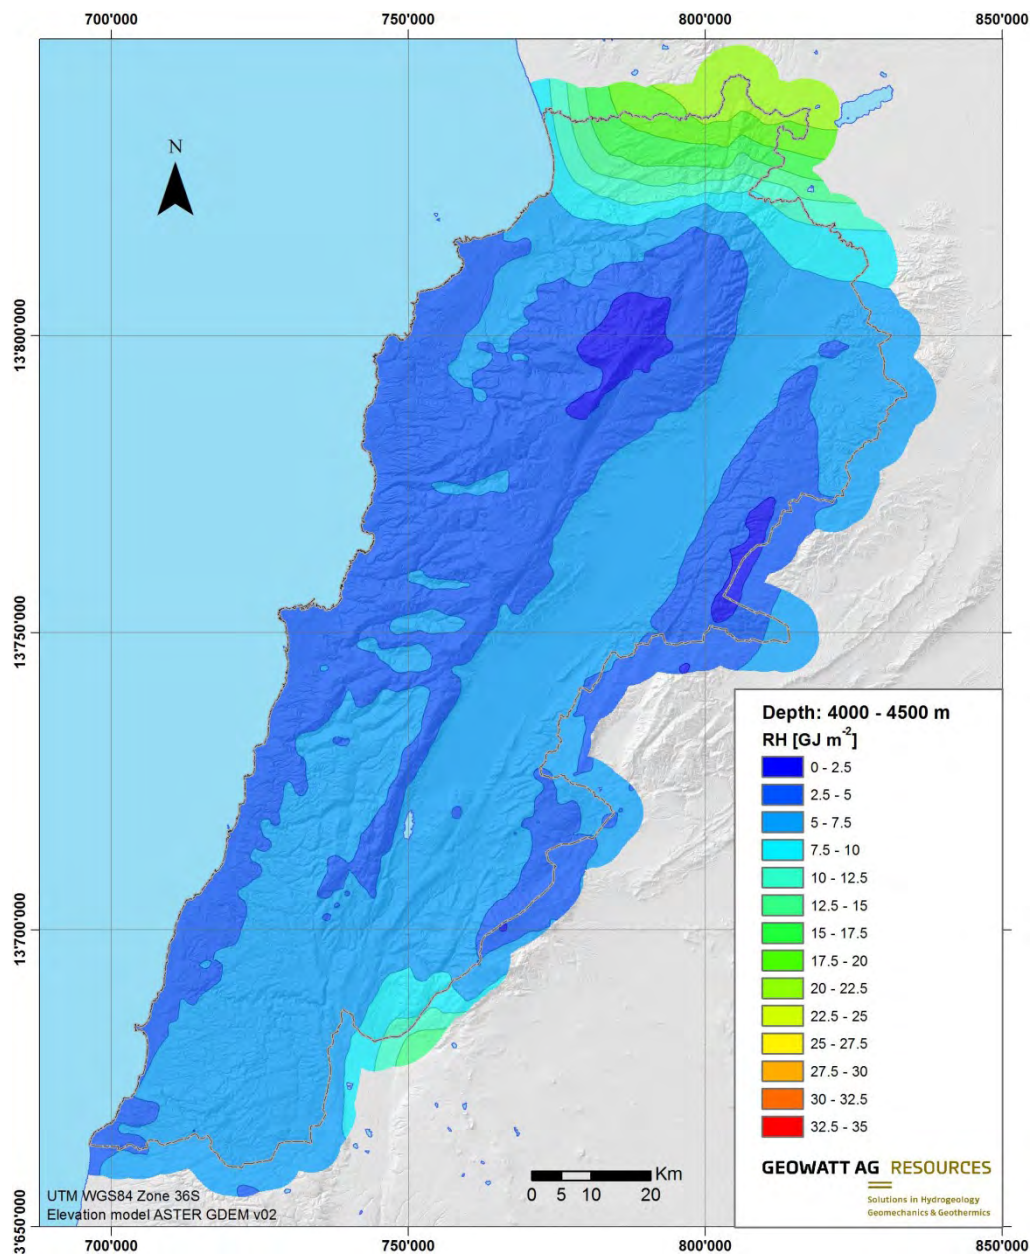 700'000
750'000
800'000
850'000
N
13'800'000
13'750'000
13'700'000
3'650'000
Depth: 4000 - 4500 m
RH [GJ m⁻²]
0 - 2.5
2.5 - 5
5 - 7.5
7.5 - 10
10 - 12.5
12.5 - 15
15 - 17.5
17.5 - 20
20 - 22.5
22.5 - 25
25 - 27.5
27.5 - 30
30 - 32.5
32.5 - 35
GEOWATT AG RESOURCES
Solutions in Hydrogeology
Geomechanics & Geothermics
Km
0 5 10 20
UTM WGS84 Zone 36S
Elevation model ASTER GDEM v02
700'000
750'000
800'000
850'000